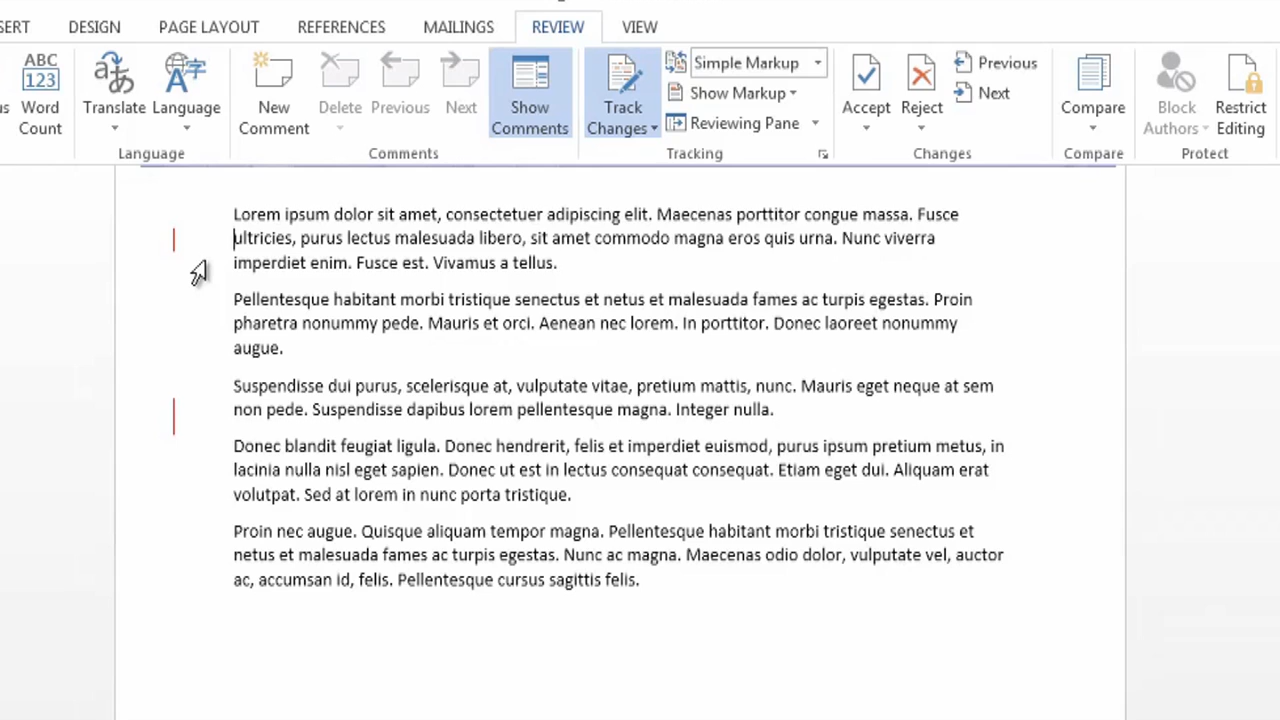 SERT DESIGN PAGE LAYOUT REFERENCES MAILINGS REVIEW VIEW
ABC
123
Word
Count
Translate
Language
Language
New
Comment
Delete
Previous
Next
Show
Comments
Comments
Track
Changes
Simple Markup
Show Markup
Reviewing Pane
Tracking
Accept
Reject
Previous
Next
Changes
Compare
Compare
Block
Authors
Restrict
Editing
Protect
Lorem ipsum dolor sit amet, consectetuer adipiscing elit. Maecenas porttitor congue massa. Fusce
ultricies, purus lectus malesuada libero, sit amet commodo magna eros quis urna. Nunc viverra
imperdiet enim. Fusce est. Vivamus a tellus.
Pellentesque habitant morbi tristique senectus et netus et malesuada fames ac turpis egestas. Proin
pharetra nonummy pede. Mauris et orci. Aenean nec lorem. In porttitor. Donec laoreet nonummy
augue.
Suspendisse dui purus, scelerisque at, vulputate vitae, pretium mattis, nunc. Mauris eget neque at sem
non pede. Suspendisse dapibus lorem pellentesque magna. Integer nulla.
Donec blandit feugiat ligula. Donec hendrerit, felis et imperdiet euismod, purus ipsum pretium metus, in
lacinia nulla nisl eget sapien. Donec ut est in lectus consequat consequat. Etiam eget dui. Aliquam erat
volutpat. Sed at lorem in nunc porta tristique.
Proin nec augue. Quisque aliquam tempor magna. Pellentesque habitant morbi tristique senectus et
netus et malesuada fames ac turpis egestas. Nunc ac magna. Maecenas odio dolor, vulputate vel, auctor
ac, accumsan id, felis. Pellentesque cursus sagittis felis.